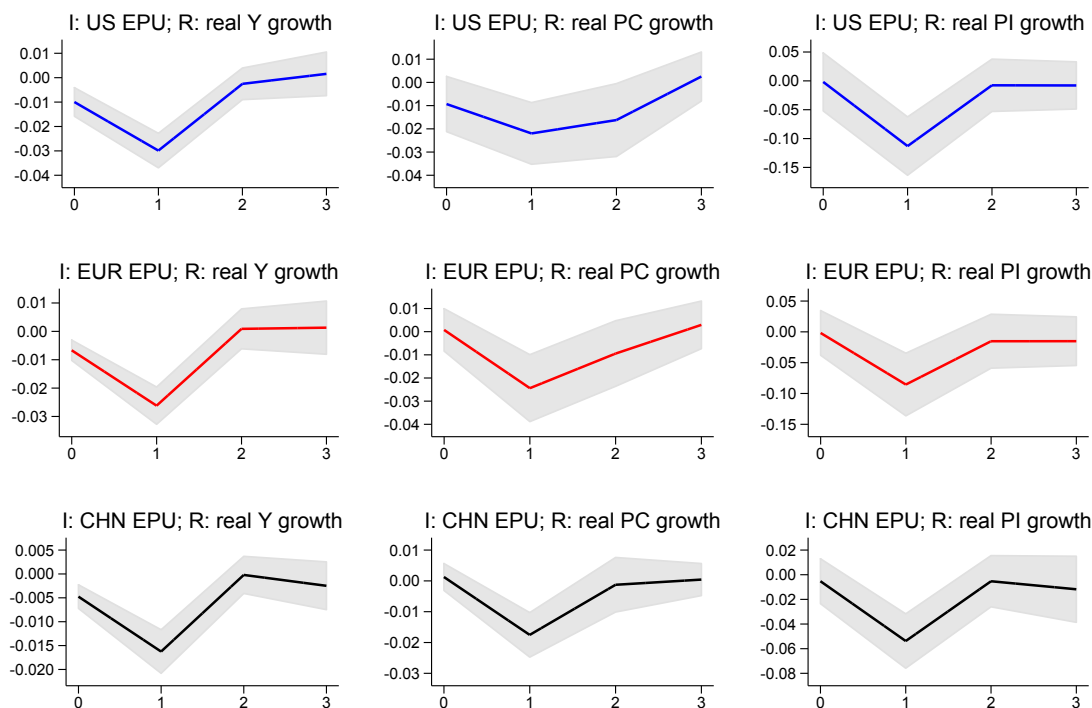 I: US EPU; R: real Y growth
0.01
0.00
-0.01
-0.02
-0.03
-0.04
0 1 2 3
I: US EPU; R: real PC growth
0.01
0.00
-0.01
-0.02
-0.03
-0.04
0 1 2 3
I: US EPU; R: real PI growth
0.05
0.00
-0.05
-0.10
-0.15
0 1 2 3
I: EUR EPU; R: real Y growth
0.01
0.00
-0.01
-0.02
-0.03
0 1 2 3
I: EUR EPU; R: real PC growth
0.01
0.00
-0.01
-0.02
-0.03
-0.04
0 1 2 3
I: EUR EPU; R: real PI growth
0.05
0.00
-0.05
-0.10
-0.15
0 1 2 3
I: CHN EPU; R: real Y growth
0.005
0.000
-0.005
-0.010
-0.015
-0.020
0 1 2 3
I: CHN EPU; R: real PC growth
0.01
0.00
-0.01
-0.02
-0.03
0 1 2 3
I: CHN EPU; R: real PI growth
0.02
0.00
-0.02
-0.04
-0.06
-0.08
0 1 2 3